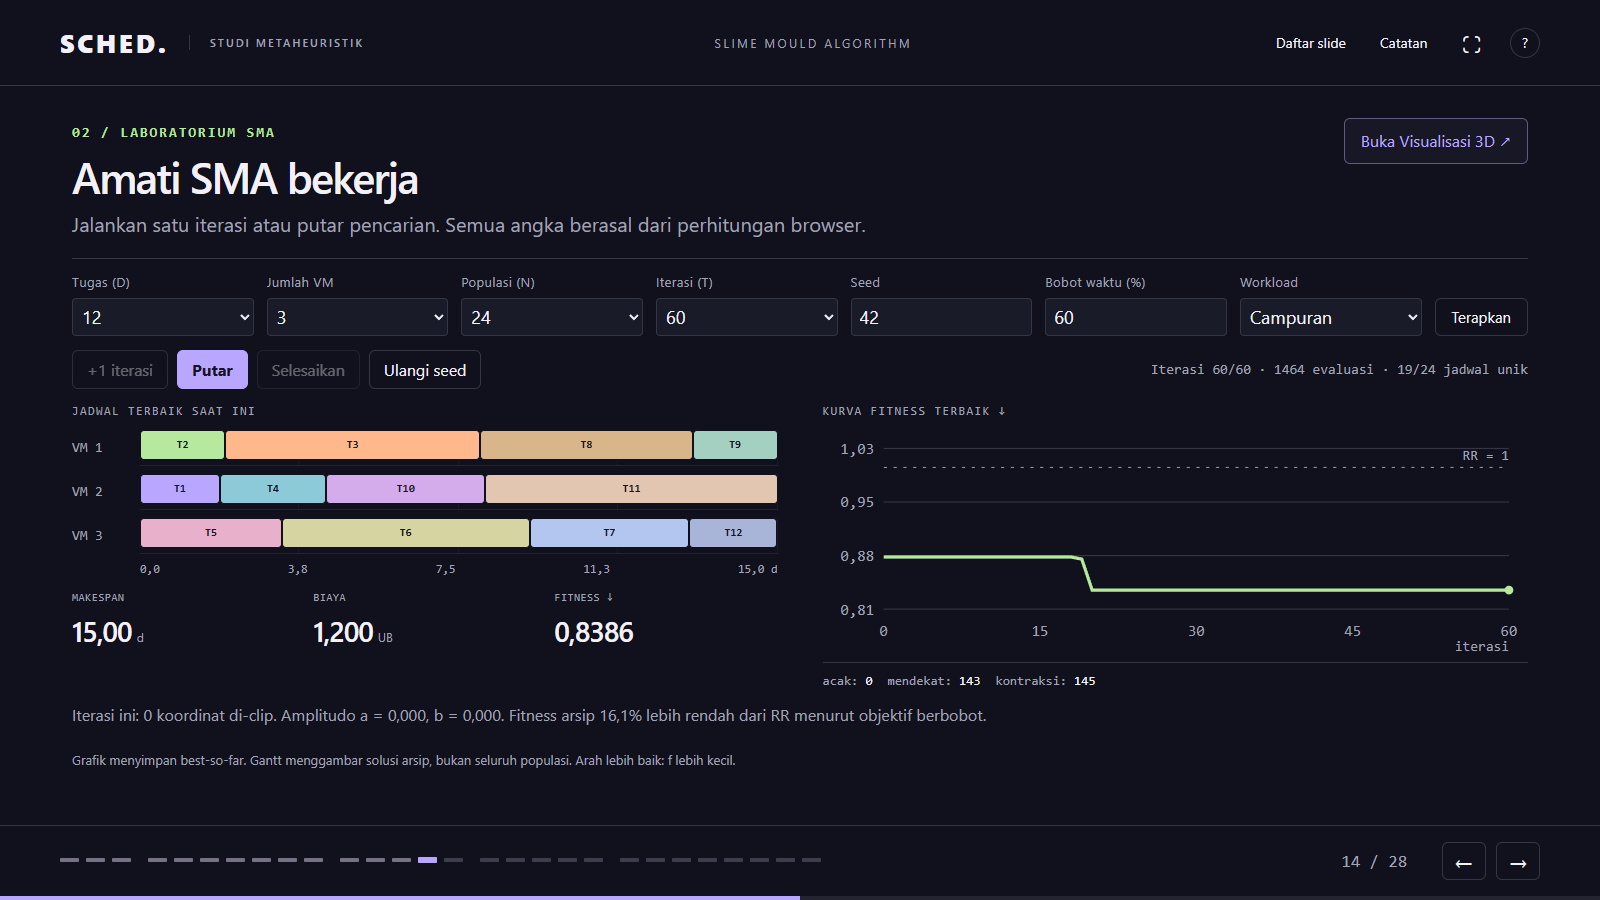 SCHED.
STUDI METAHEURISTIK
SLIME MOULD ALGORITHM
Daftar slide
Catatan
?
02 / LABORATORIUM SMA
Buka Visualisasi 3D ↗
Amati SMA bekerja
Jalankan satu iterasi atau putar pencarian. Semua angka berasal dari perhitungan browser.
Tugas (D)
Jumlah VM
Populasi (N)
Iterasi (T)
Seed
Bobot waktu (%)
Workload
12
3
24
60
42
60
Campuran
Terapkan
+1 iterasi
Putar
Selesaikan
Ulangi seed
Iterasi 60/60 · 1464 evaluasi · 19/24 jadwal unik
JADWAL TERBAIK SAAT INI
VM 1
T2
T3
T8
T9
VM 2
T1
T4
T10
T11
VM 3
T5
T6
T7
T12
0,0
3,8
7,5
11,3
15,0 d
MAKESPAN
BIAYA
FITNESS ↓
15,00 d
1,200 UB
0,8386
KURVA FITNESS TERBAIK ↓
1,03
RR = 1
0,95
0,88
0,81
0
15
30
45
60
iterasi
acak: 0 mendekat: 143 kontraksi: 145
Iterasi ini: 0 koordinat di-clip. Amplitudo a = 0,000, b = 0,000. Fitness arsip 16,1% lebih rendah dari RR menurut objektif berbobot.
Grafik menyimpan best-so-far. Gantt menggambar solusi arsip, bukan seluruh populasi. Arah lebih baik: f lebih kecil.
14 / 28
←
→